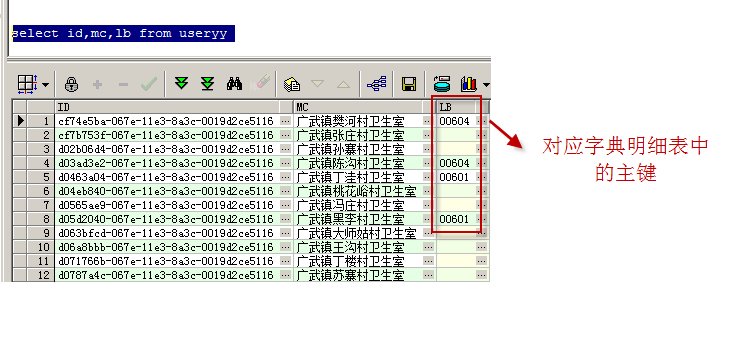 select id,mc,lb from useryy
ID MC LB
1 cf74e5ba-067e-11e3-8a3c-0019d2ce5116 ... 广武镇樊河村卫生室 ... 00604 ...
2 cf7b753f-067e-11e3-8a3c-0019d2ce5116 ... 广武镇张庄村卫生室 ... ...
3 d02b06d4-067e-11e3-8a3c-0019d2ce5116 ... 广武镇孙寨村卫生室 ... ...
4 d03ad3e2-067e-11e3-8a3c-0019d2ce5116 ... 广武镇陈沟村卫生室 ... 00604 ...
5 d0463a04-067e-11e3-8a3c-0019d2ce5116 ... 广武镇丁洼村卫生室 ... 00601 ...
6 d04eb840-067e-11e3-8a3c-0019d2ce5116 ... 广武镇桃花峪村卫生室 ... ...
7 d0565ae9-067e-11e3-8a3c-0019d2ce5116 ... 广武镇冯庄村卫生室 ... ...
8 d05d2040-067e-11e3-8a3c-0019d2ce5116 ... 广武镇黑李村卫生室 ... 00601 ...
9 d063bfcd-067e-11e3-8a3c-0019d2ce5116 ... 广武镇大师姑村卫生室 ... ...
10 d06a8bbb-067e-11e3-8a3c-0019d2ce5116 ... 广武镇王沟村卫生室 ... ...
11 d071766b-067e-11e3-8a3c-0019d2ce5116 ... 广武镇丁楼村卫生室 ... ...
12 d0787a4c-067e-11e3-8a3c-0019d2ce5116 ... 广武镇苏寨村卫生室 ... ...
对应字典明细表中
的主键